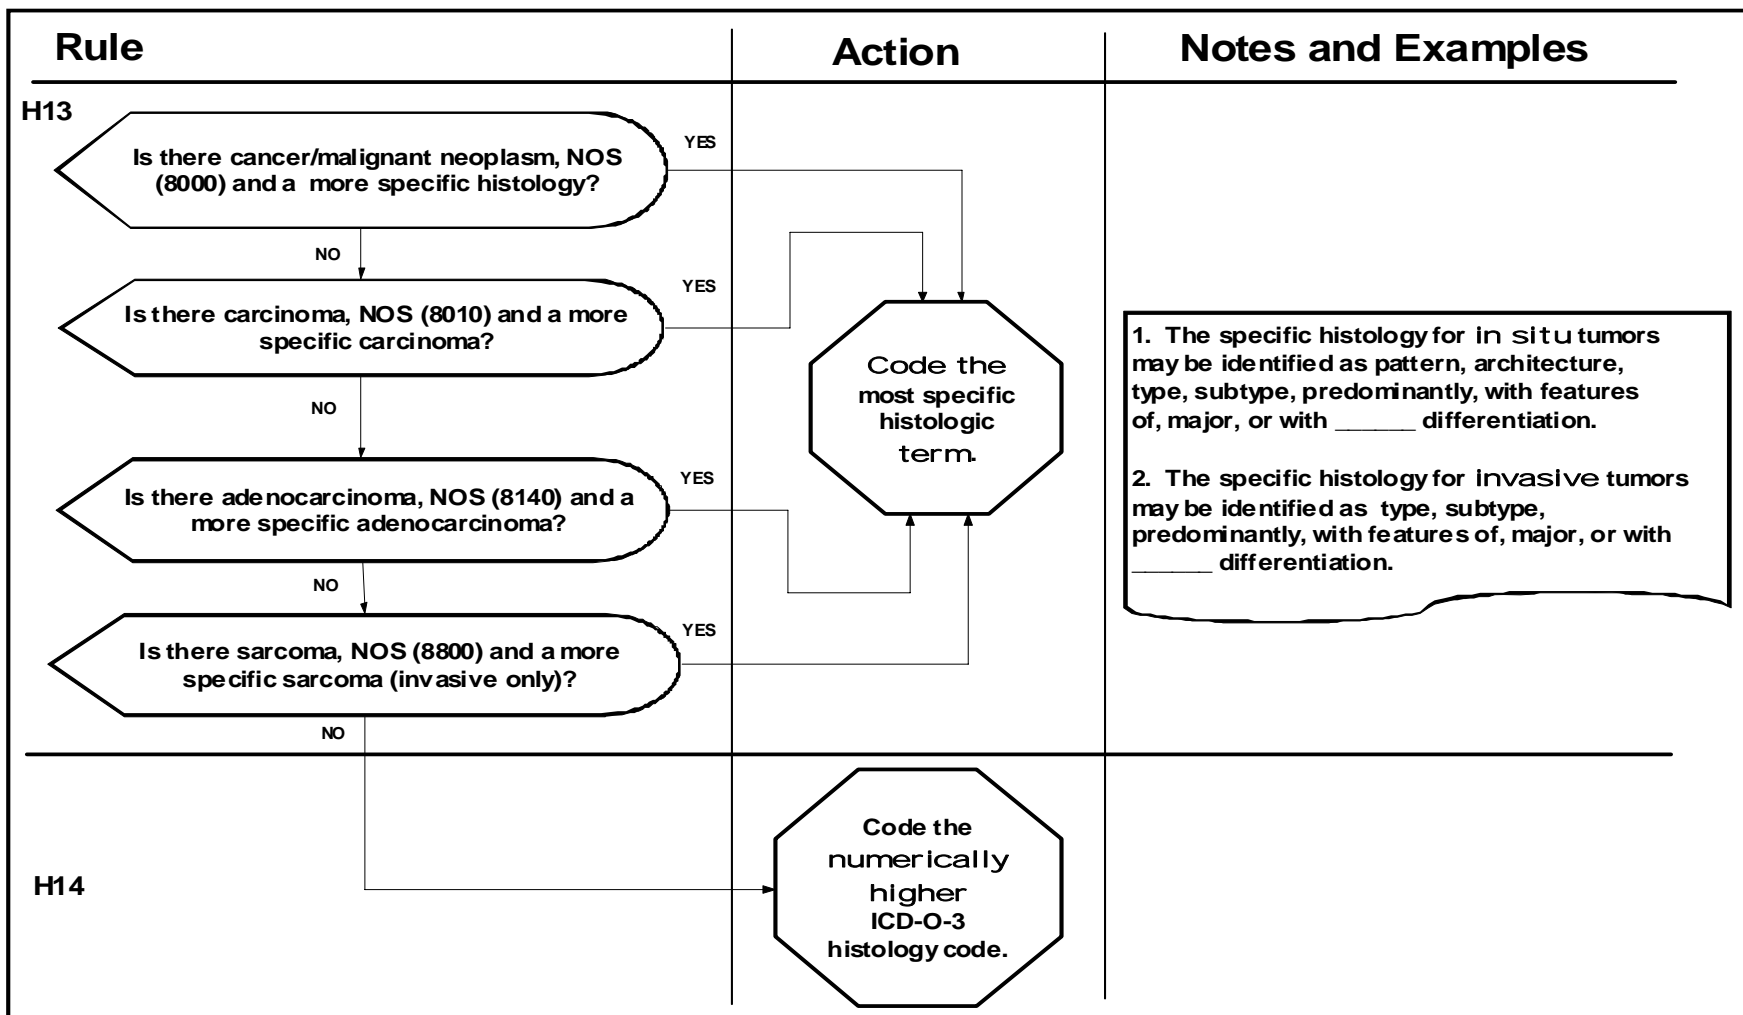 Rule
Action
Notes and Examples
H13
Is there cancer/malignant neoplasm, NOS
(8000) and a more specific histology?
YES
NO
Is there carcinoma, NOS (8010) and a more
specific carcinoma?
YES
NO
Is there adenocarcinoma, NOS (8140) and a
more specific adenocarcinoma?
YES
NO
Is there sarcoma, NOS (8800) and a more
specific sarcoma (invasive only)?
YES
NO
Code the
most specific
histologic
term.
1. The specific histology for in situ tumors
may be identified as pattern, architecture,
type, subtype, predominantly, with features
of, major, or with ______ differentiation.
2. The specific histology for invasive tumors
may be identified as type, subtype,
predominantly, with features of, major, or with
______ differentiation.
H14
Code the
numerically
higher
ICD-O-3
histology code.